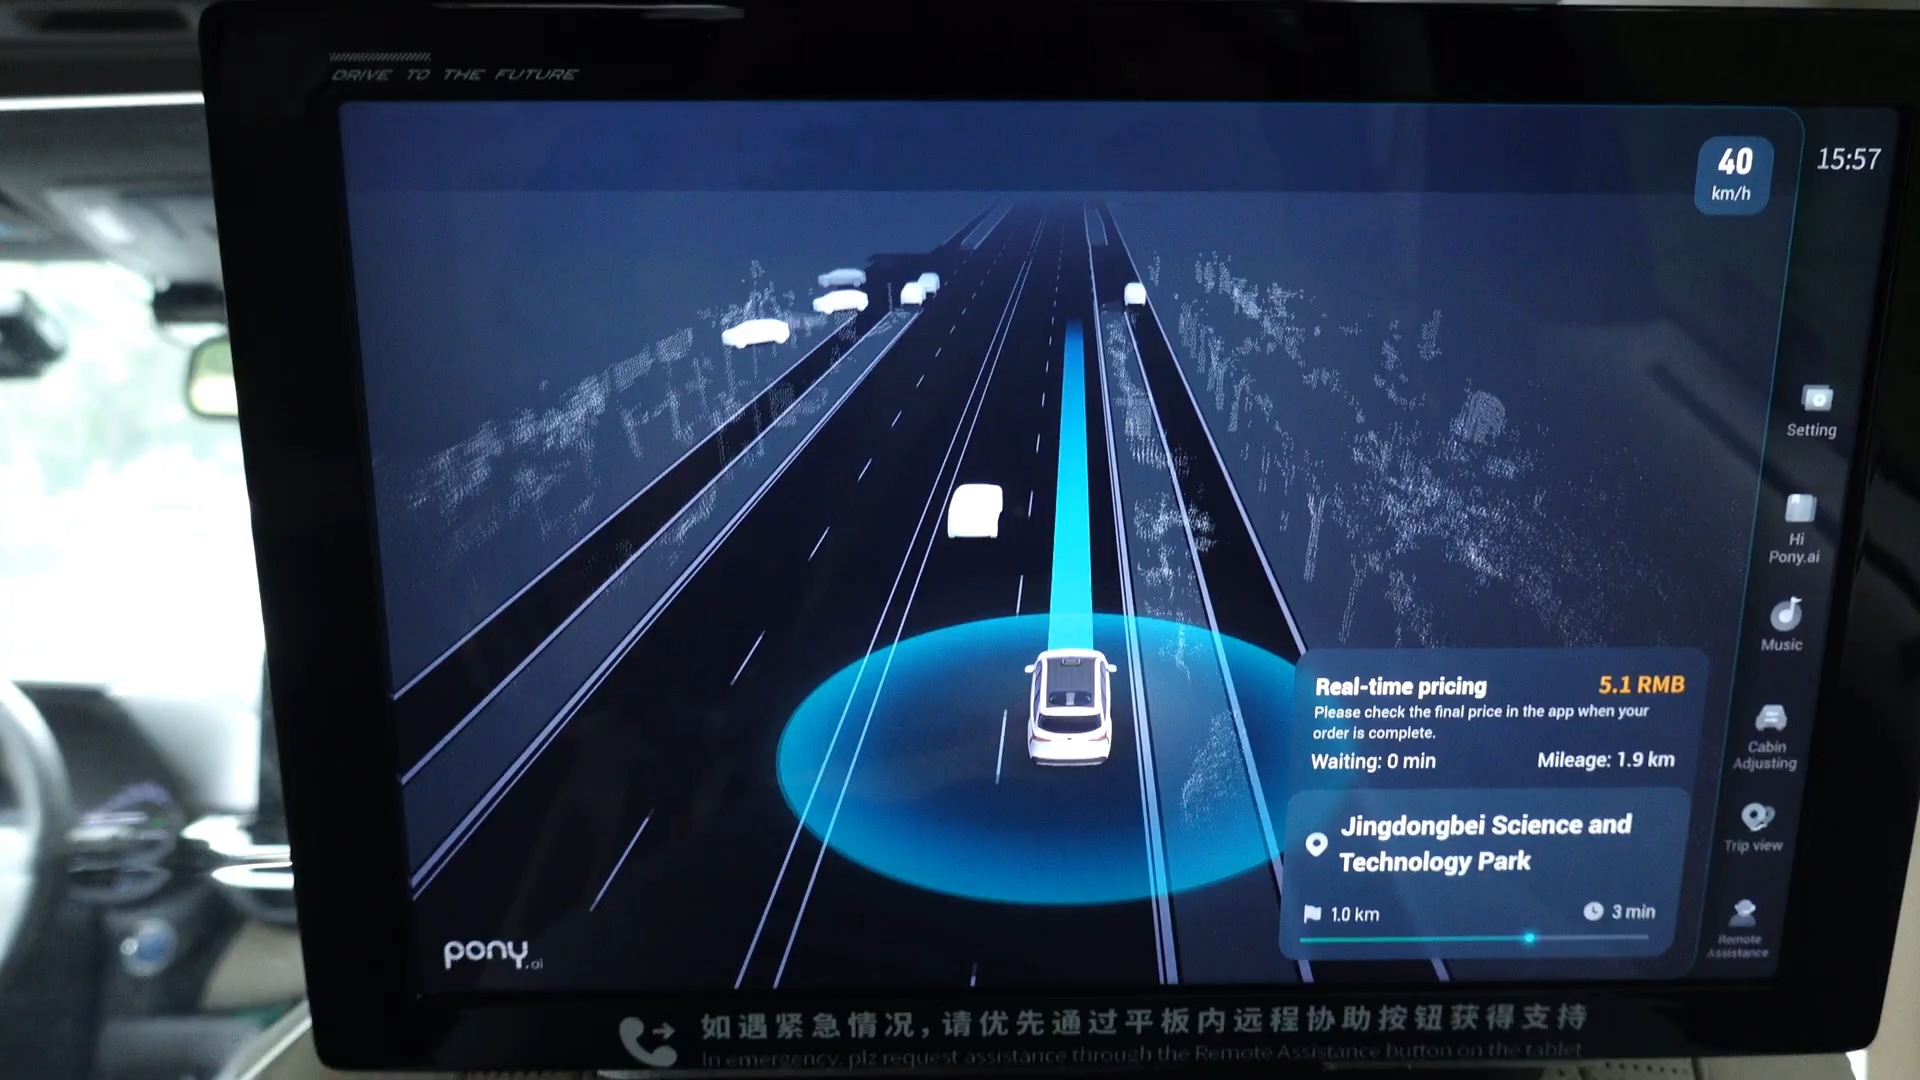 DRIVE TO THE FUTURE
40
km/h
15:57
Setting
Hi
Pony.ai
Music
Cabin
Adjusting
Trip view
Remote
Assistance
Real-time pricing 5.1 RMB
Please check the final price in the app when your
order is complete.
Waiting: 0 min Mileage: 1.9 km
Jingdongbei Science and
Technology Park
1.0 km 3 min
pony.ai
如遇紧急情况,请优先通过平板内远程协助按钮获得支持
In emergency, plz request assistance through the Remote Assistance button on the tablet